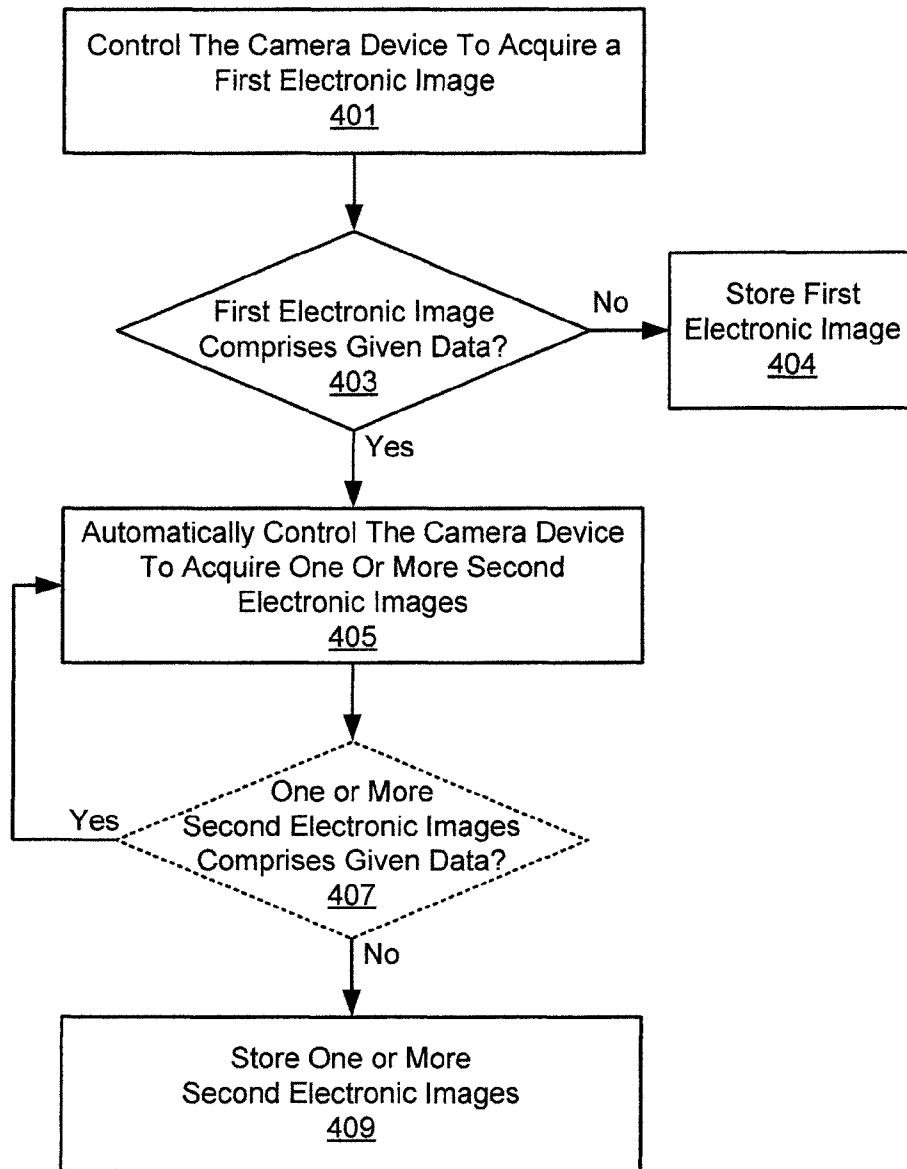 Control The Camera Device To Acquire a
First Electronic Image
401
First Electronic Image
Comprises Given Data?
403
No
Store First
Electronic Image
404
Yes
Automatically Control The Camera Device
To Acquire One Or More Second
Electronic Images
405
One or More
Second Electronic Images
Comprises Given Data?
407
Yes
No
Store One or More
Second Electronic Images
409